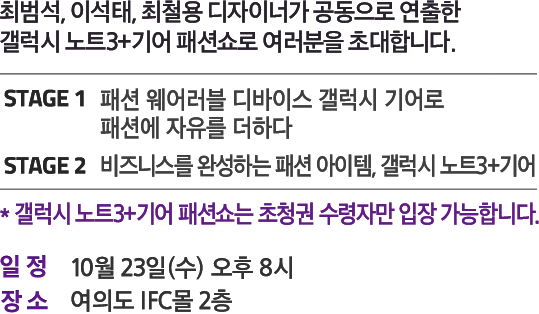 최범석, 이석태, 최철용 디자이너가 공동으로 연출한
갤럭시 노트3+기어 패션쇼로 여러분을 초대합니다.
STAGE 1 패션 웨어러블 디바이스 갤럭시 기어로
패션에 자유를 더하다
STAGE 2 비즈니스를 완성하는 패션 아이템, 갤럭시 노트3+기어
* 갤럭시 노트3+기어 패션쇼는 초청권 수령자만 입장 가능합니다.
일 정 10월 23일(수) 오후 8시
장 소 여의도 IFC몰 2층